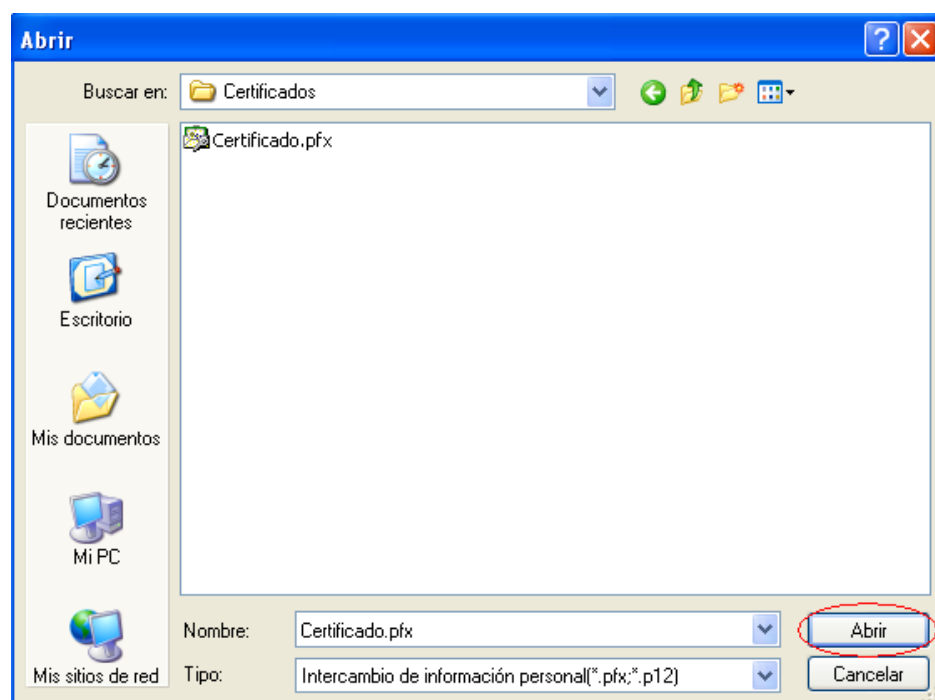 Abrir
Buscar en:
Certificados
Certificado.pfx
Documentos
recientes
Escritorio
Mis documentos
Mi PC
Mis sitios de red
Nombre:
Certificado.pfx
Abrir
Tipo:
Intercambio de información personal(*.pfx;*.p12)
Cancelar